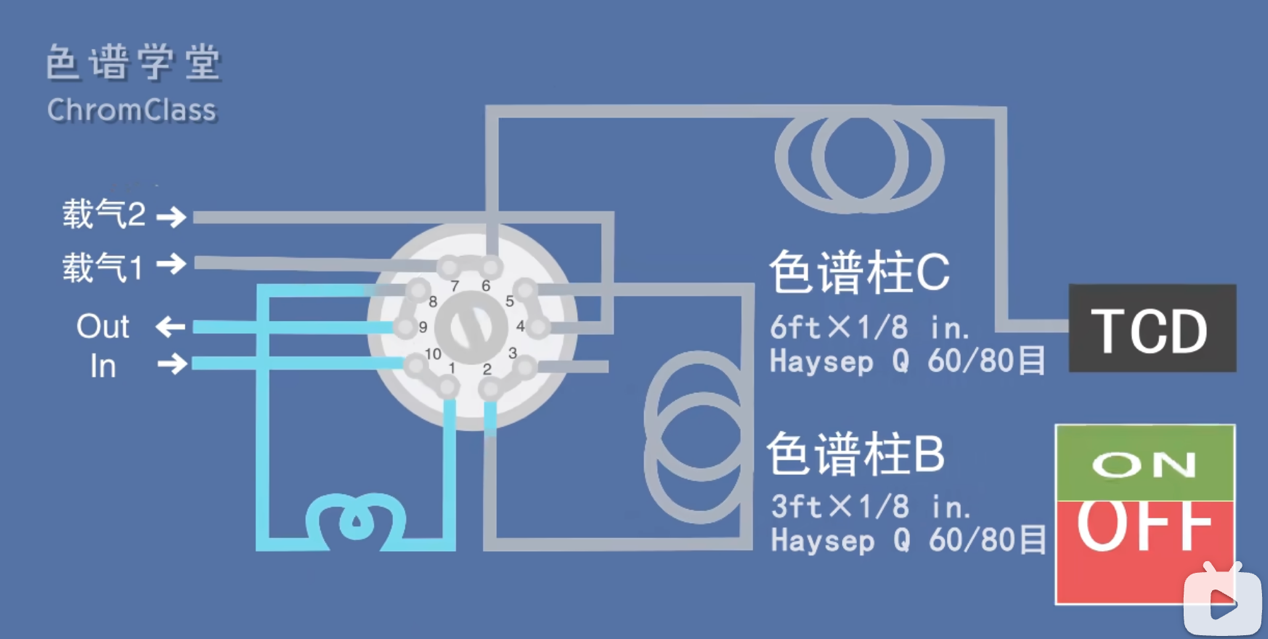 色谱学堂
ChromClass
载气2
载气1
Out
In
7 6
8 5
9 4
10 3
1 2
色谱柱C
6ft×1/8 in.
Haysep Q 60/80目
TCD
色谱柱B
3ft×1/8 in.
Haysep Q 60/80目
ON
OFF